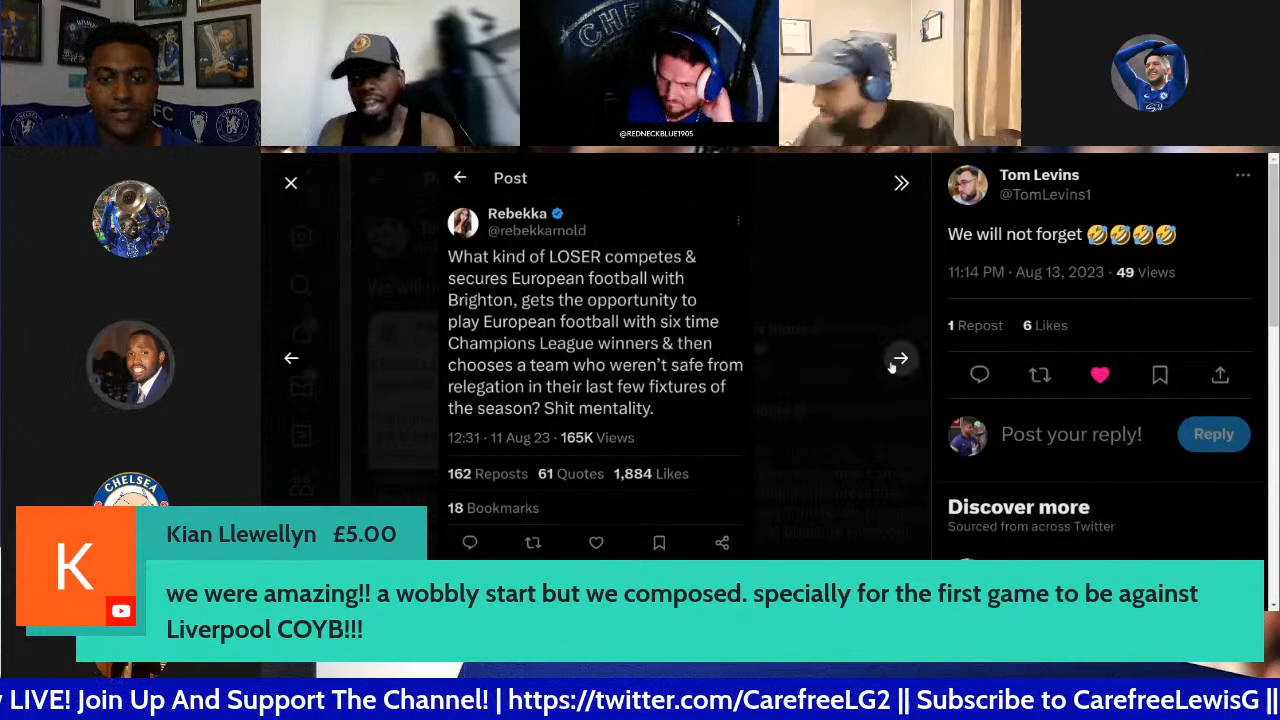 CHELSEA
FC
CHELSEA
CHE
A
@REDNECKBLUE1905
Post
Rebekka
@rebekkarnold
What kind of LOSER competes &
secures European football with
Brighton, gets the opportunity to
play European football with six time
Champions League winners & then
chooses a team who weren't safe from
relegation in their last few fixtures of
the season? Shit mentality.
12:31 · 11 Aug 23 · 165K Views
162 Reposts 61 Quotes 1,884 Likes
18 Bookmarks
Tom Levins
@TomLevins1
We will not forget 🤣🤣🤣🤣
11:14 PM · Aug 13, 2023 · 49 Views
1 Repost 6 Likes
Post your reply!
Reply
Discover more
Sourced from across Twitter
CHELSEA
K
Kian Llewellyn £5.00
we were amazing!! a wobbly start but we composed. specially for the first game to be against
Liverpool COYB!!!
LIVE! Join Up And Support The Channel! | https://twitter.com/CarefreeLG2 || Subscribe to CarefreeLewisG ||